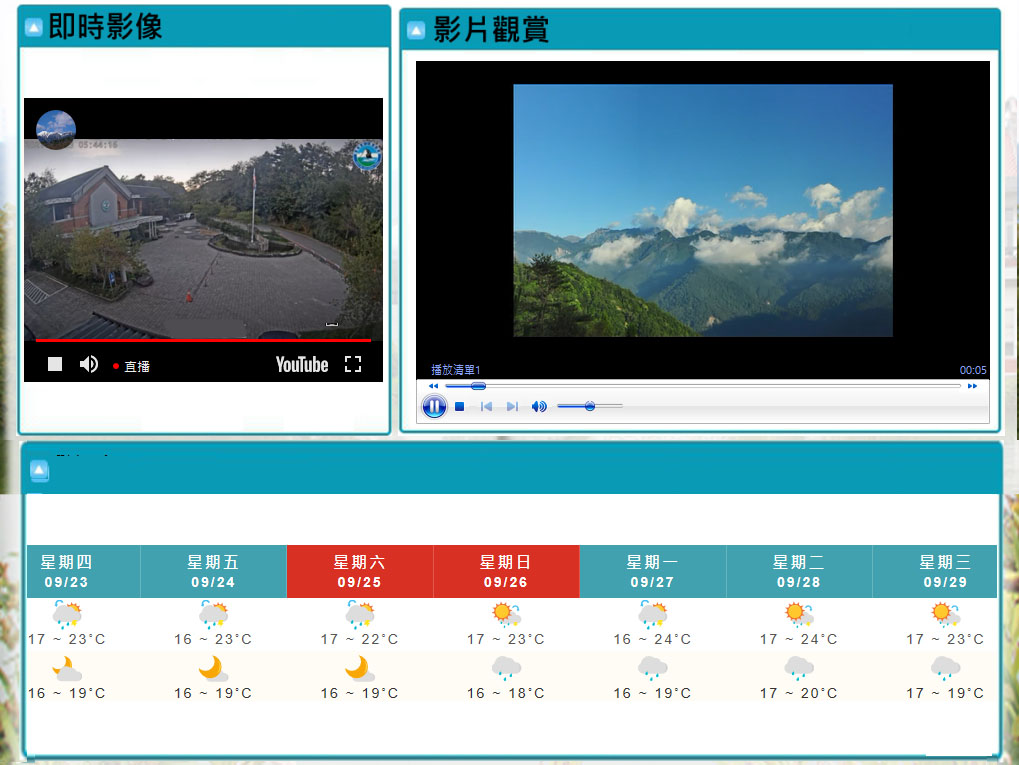 即時影像
影片觀賞
05:44:16
直播
YouTube
播放清單1
00:05
星期四 星期五 星期六 星期日 星期一 星期二 星期三
09/23 09/24 09/25 09/26 09/27 09/28 09/29
17 ~ 23°C 16 ~ 23°C 17 ~ 22°C 17 ~ 23°C 16 ~ 24°C 17 ~ 24°C 17 ~ 23°C
16 ~ 19°C 16 ~ 19°C 16 ~ 19°C 16 ~ 18°C 16 ~ 19°C 17 ~ 20°C 17 ~ 19°C